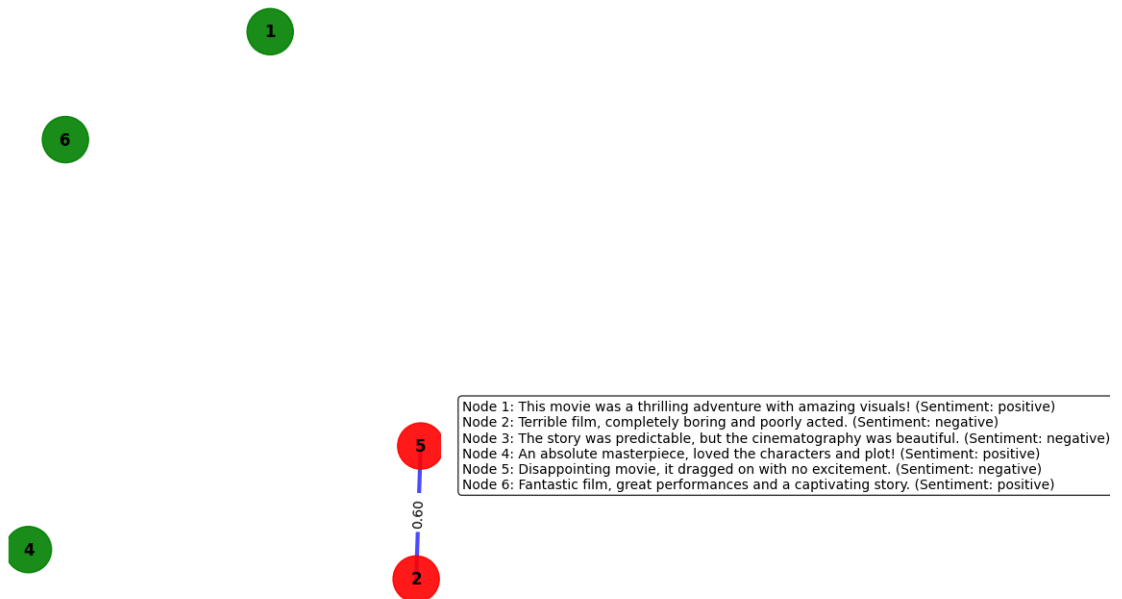 1
6
Node 1: This movie was a thrilling adventure with amazing visuals! (Sentiment: positive)
Node 2: Terrible film, completely boring and poorly acted. (Sentiment: negative)
Node 3: The story was predictable, but the cinematography was beautiful. (Sentiment: negative)
Node 4: An absolute masterpiece, loved the characters and plot! (Sentiment: positive)
Node 5: Disappointing movie, it dragged on with no excitement. (Sentiment: negative)
Node 6: Fantastic film, great performances and a captivating story. (Sentiment: positive)
5
0.60
4
2